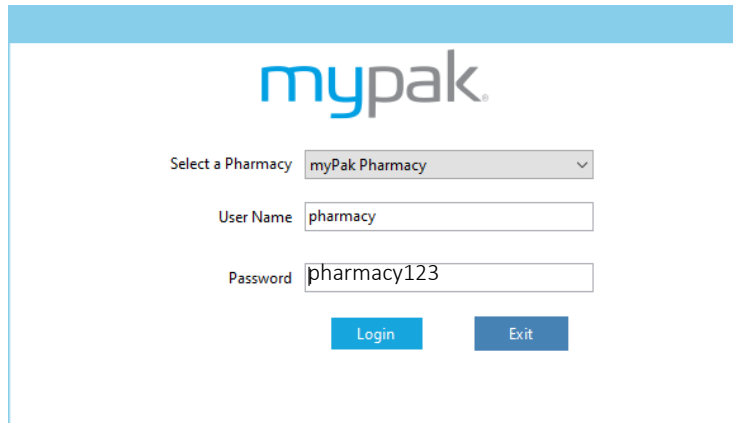 mypak®
Select a Pharmacy myPak Pharmacy
User Name pharmacy
Password pharmacy123
Login Exit